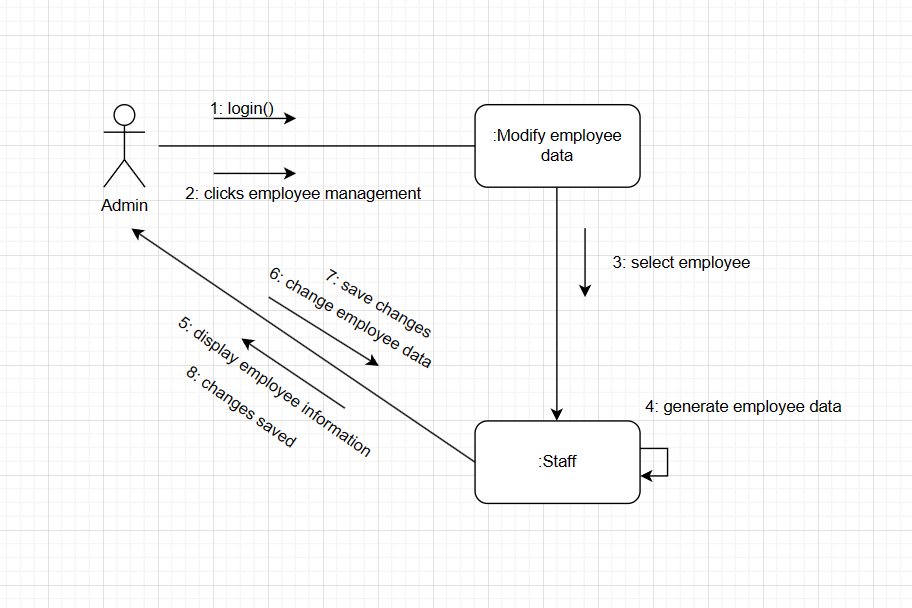 1: login()
:Modify employee
data
2: clicks employee management
Admin
3: select employee
7: save changes
6: change employee data
5: display employee information
8: changes saved
4: generate employee data
:Staff